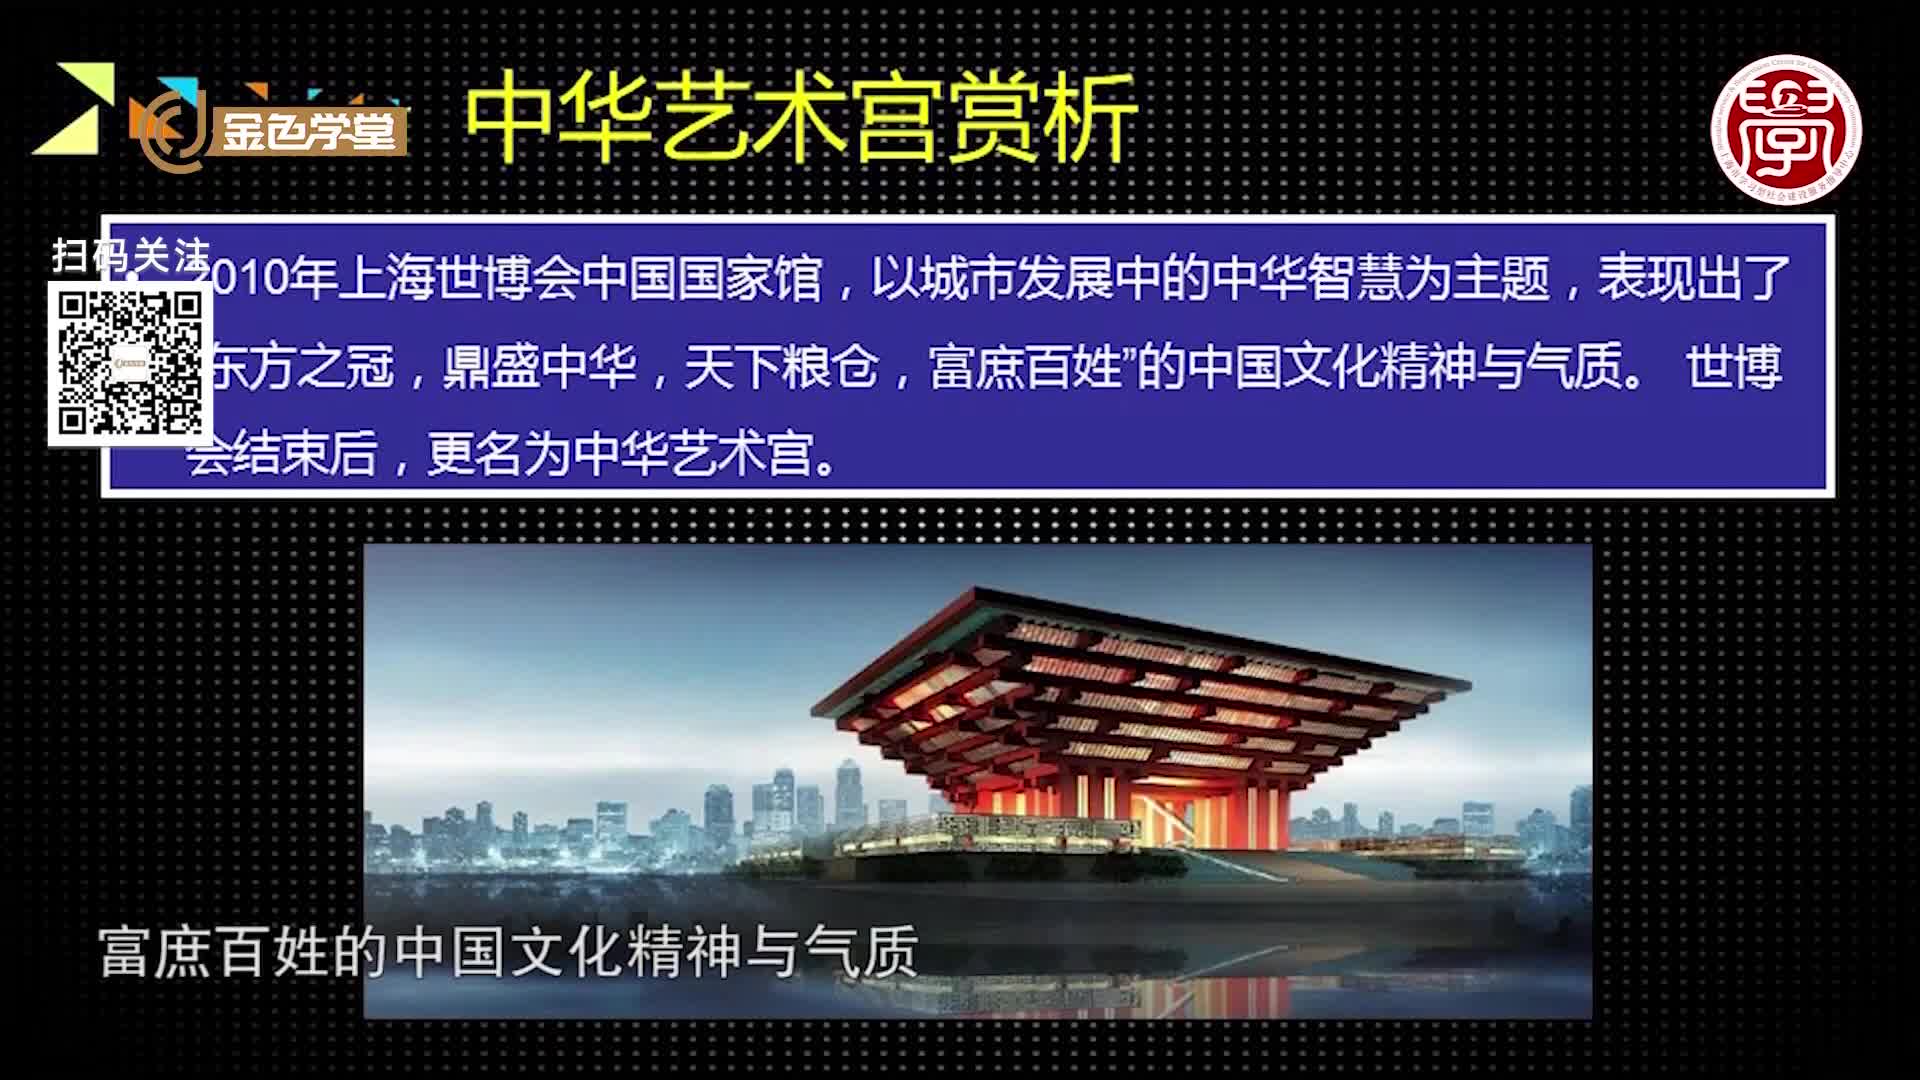 金色学堂
中华艺术宫赏析
扫码关注
2010年上海世博会中国国家馆，以城市发展中的中华智慧为主题，表现出了
东方之冠，鼎盛中华，天下粮仓，富庶百姓”的中国文化精神与气质。 世博
会结束后，更名为中华艺术宫。
富庶百姓的中国文化精神与气质